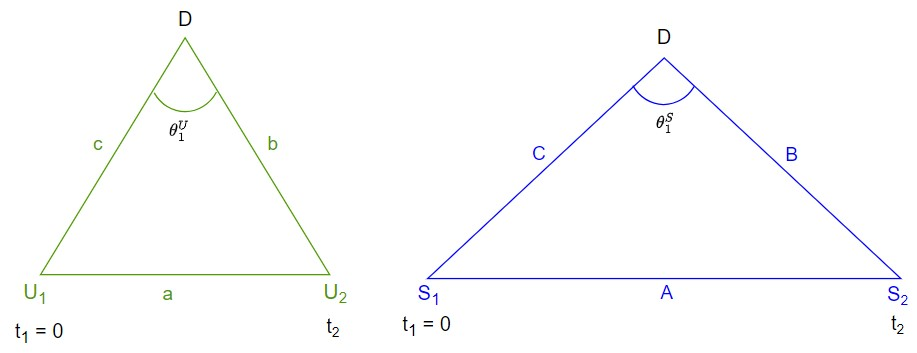 D
θ₁ᵁ
c
b
U₁
a
U₂
t₁ = 0
t₂
D
θ₁ˢ
C
B
S₁
A
S₂
t₁ = 0
t₂